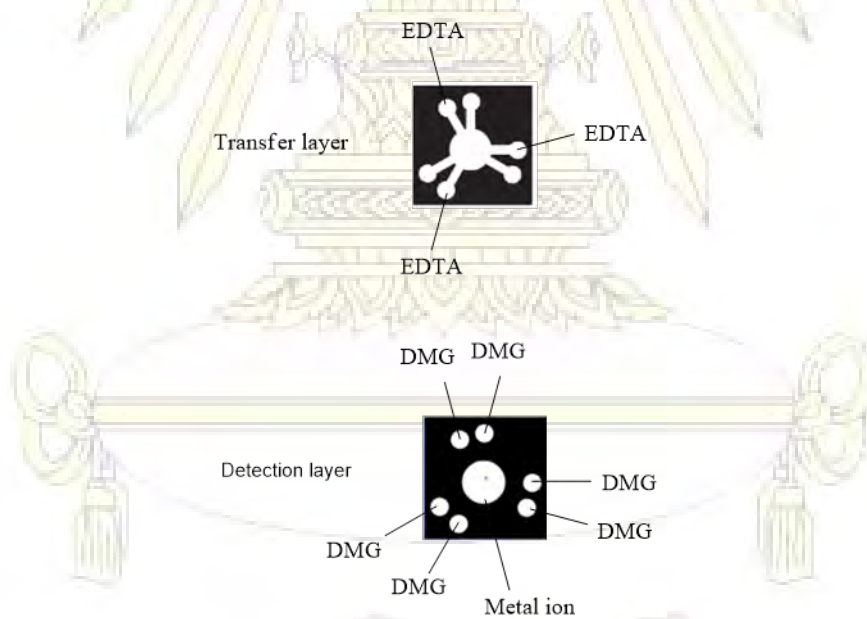 EDTA
Transfer layer
EDTA
EDTA
DMG
DMG
Detection layer
DMG
DMG
DMG
DMG
Metal ion